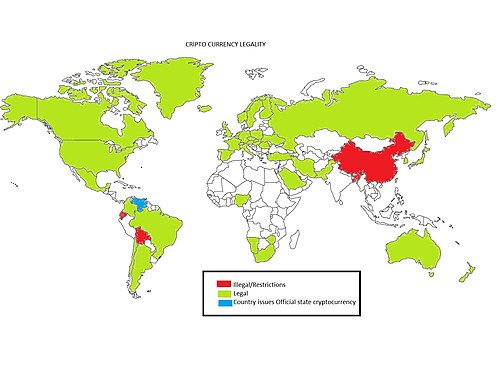 CRIPTO CURRENCY LEGALITY
Illegal/Restrictions
Legal
Country issues Official state cryptocurrency